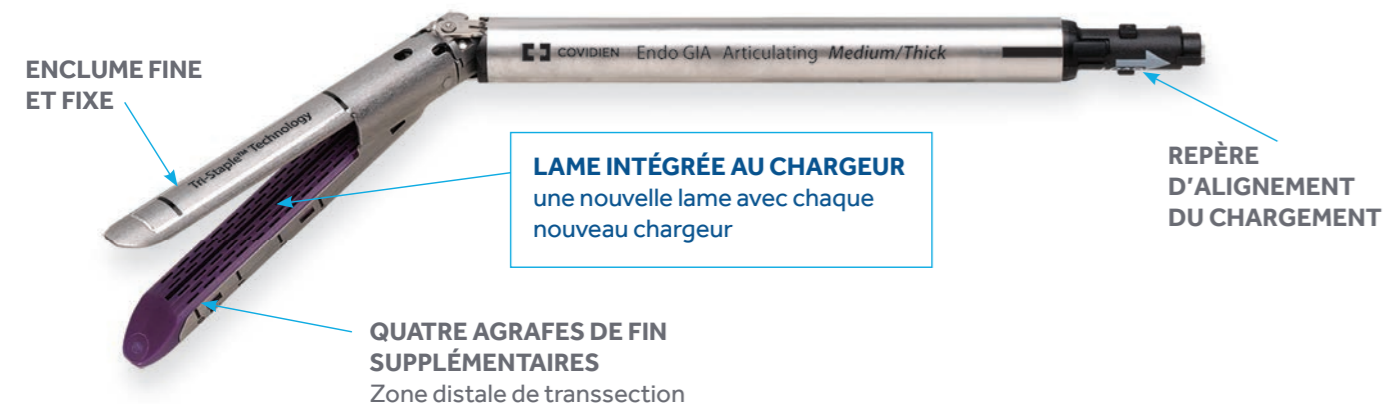 COVIDIEN Endo GIA Articulating Medium/Thick
ENCLUME FINE
ET FIXE
Tri-Staple™ Technology
LAME INTÉGRÉE AU CHARGEUR
une nouvelle lame avec chaque
nouveau chargeur
REPÈRE
D’ALIGNEMENT
DU CHARGEMENT
QUATRE AGRAFES DE FIN
SUPPLÉMENTAIRES
Zone distale de transsection